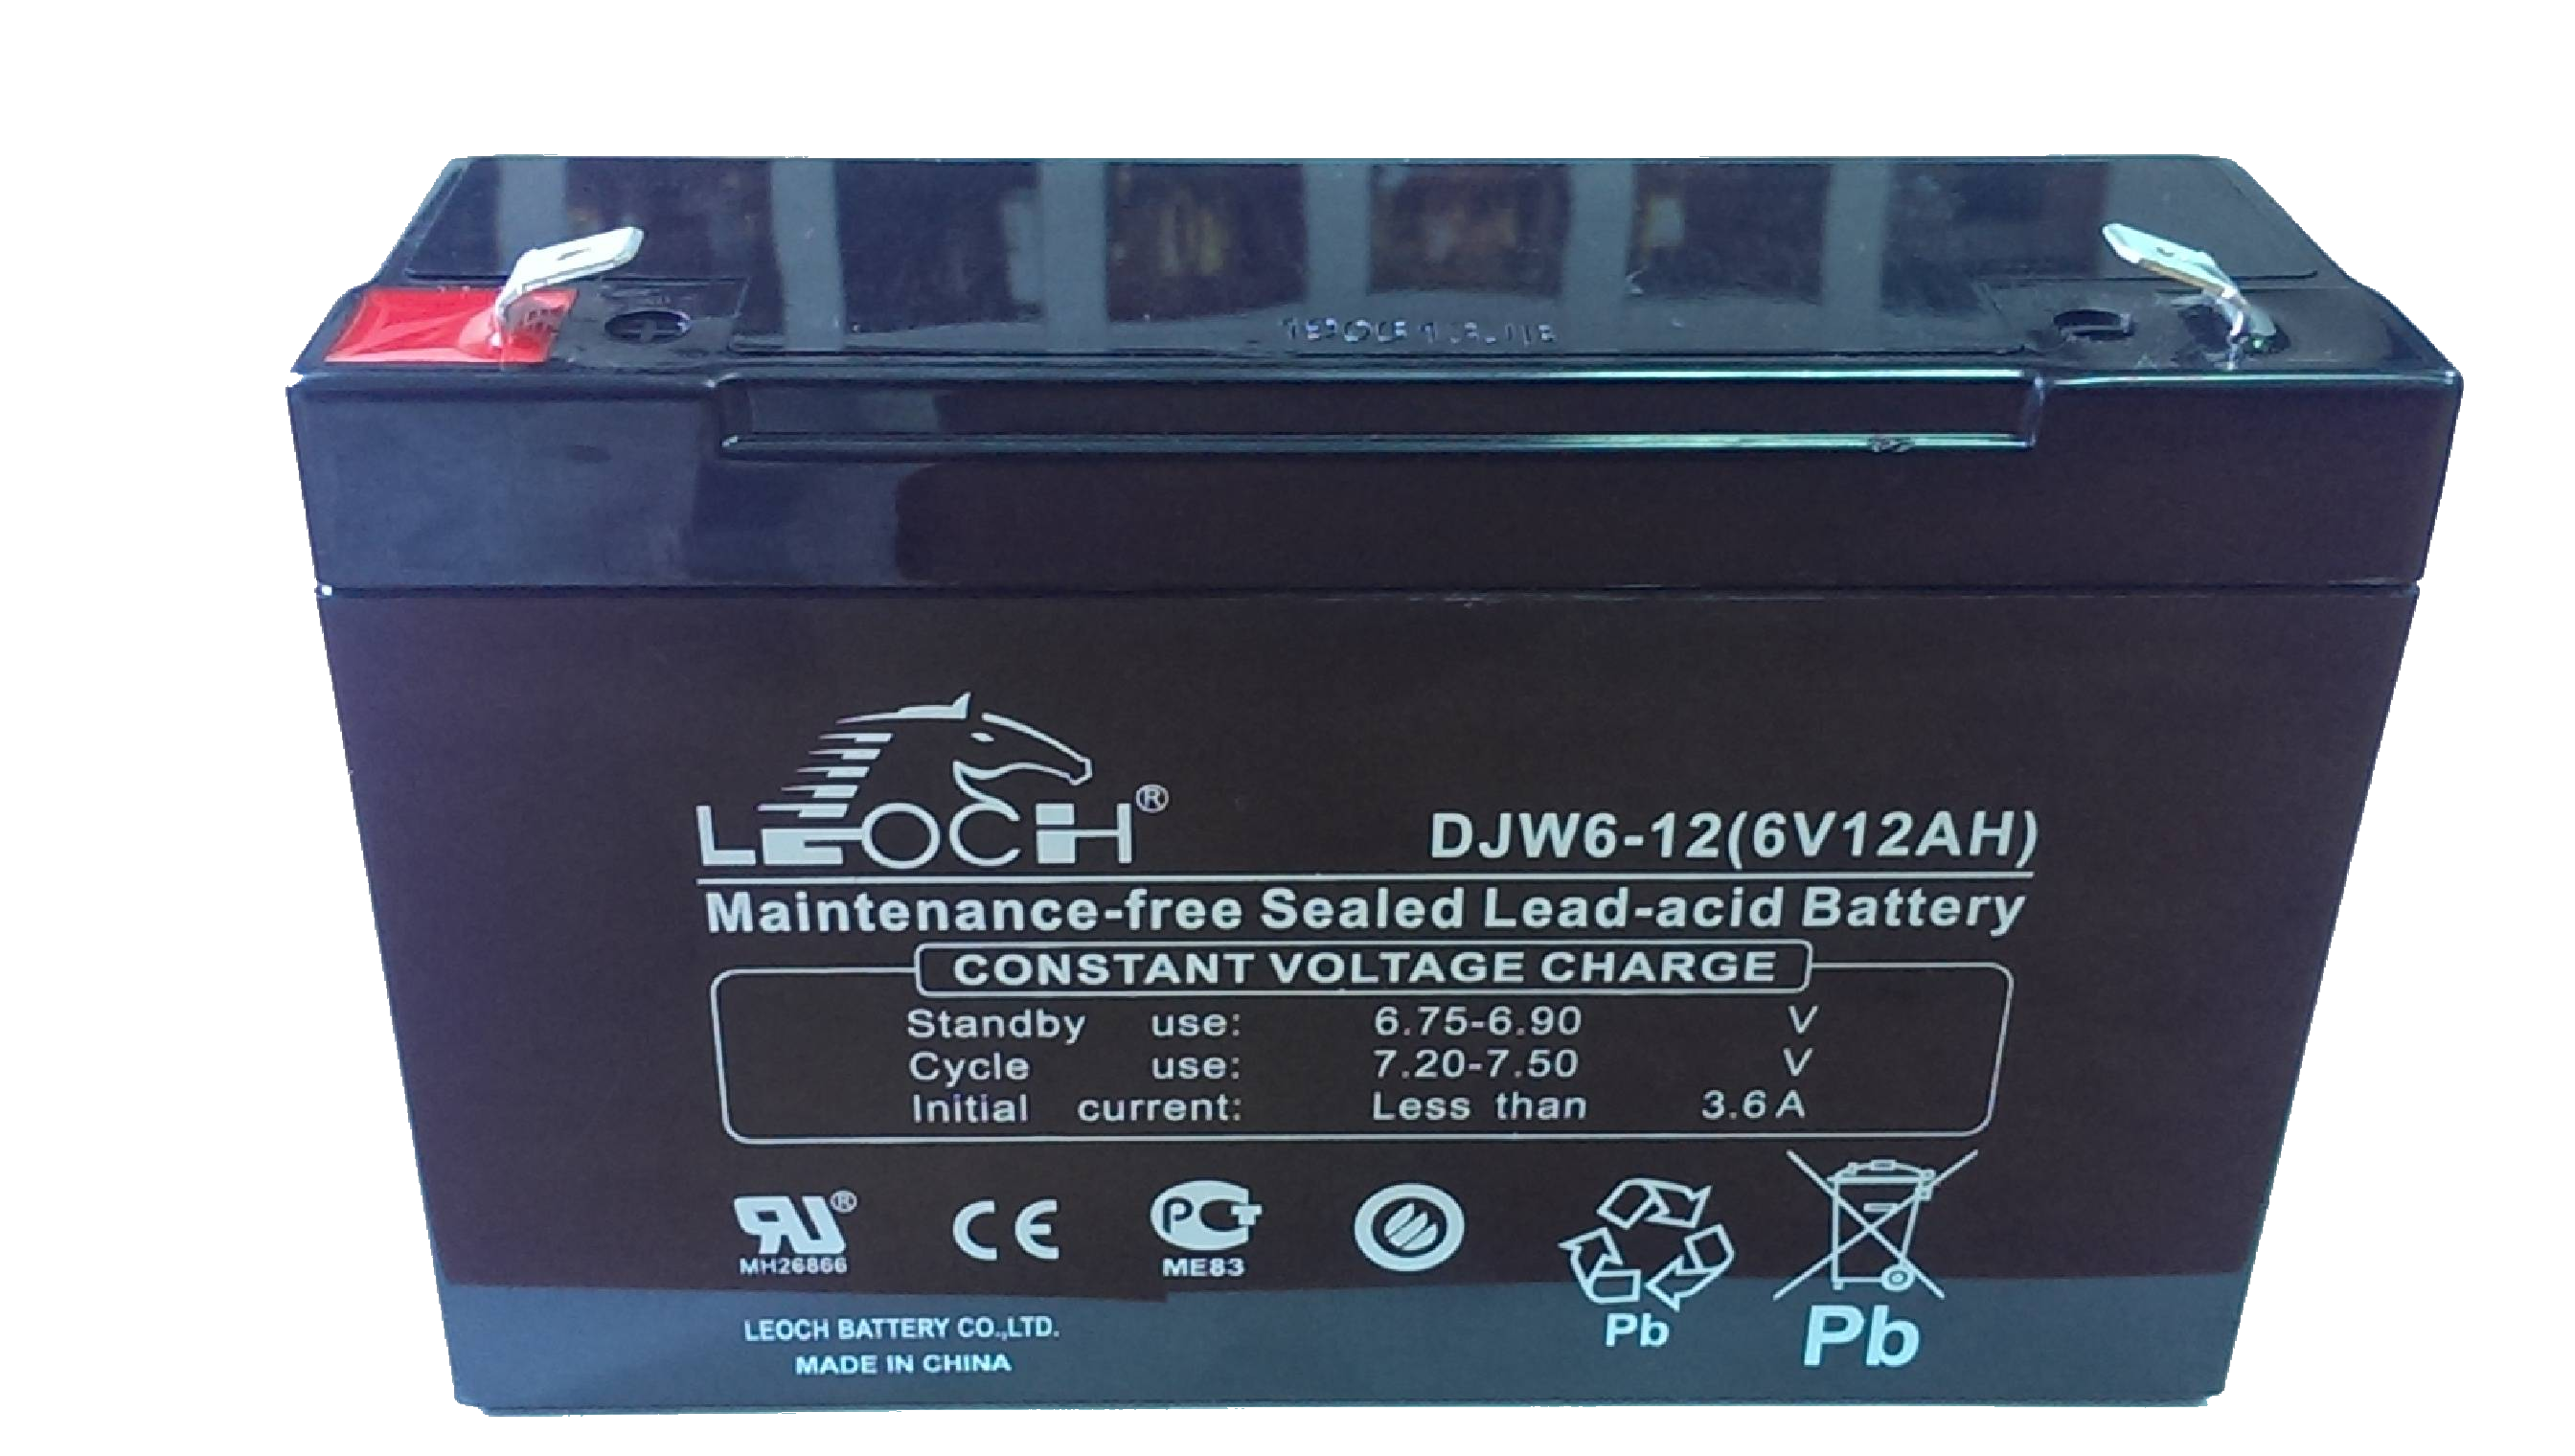 LEOCH®
DJW6-12(6V12AH)
Maintenance-free Sealed Lead-acid Battery
CONSTANT VOLTAGE CHARGE
Standby use: 6.75-6.90 V
Cycle use: 7.20-7.50 V
Initial current: Less than 3.6 A
MH26866
CE
PCT
ME83
Pb
Pb
LEOCH BATTERY CO.,LTD.
MADE IN CHINA